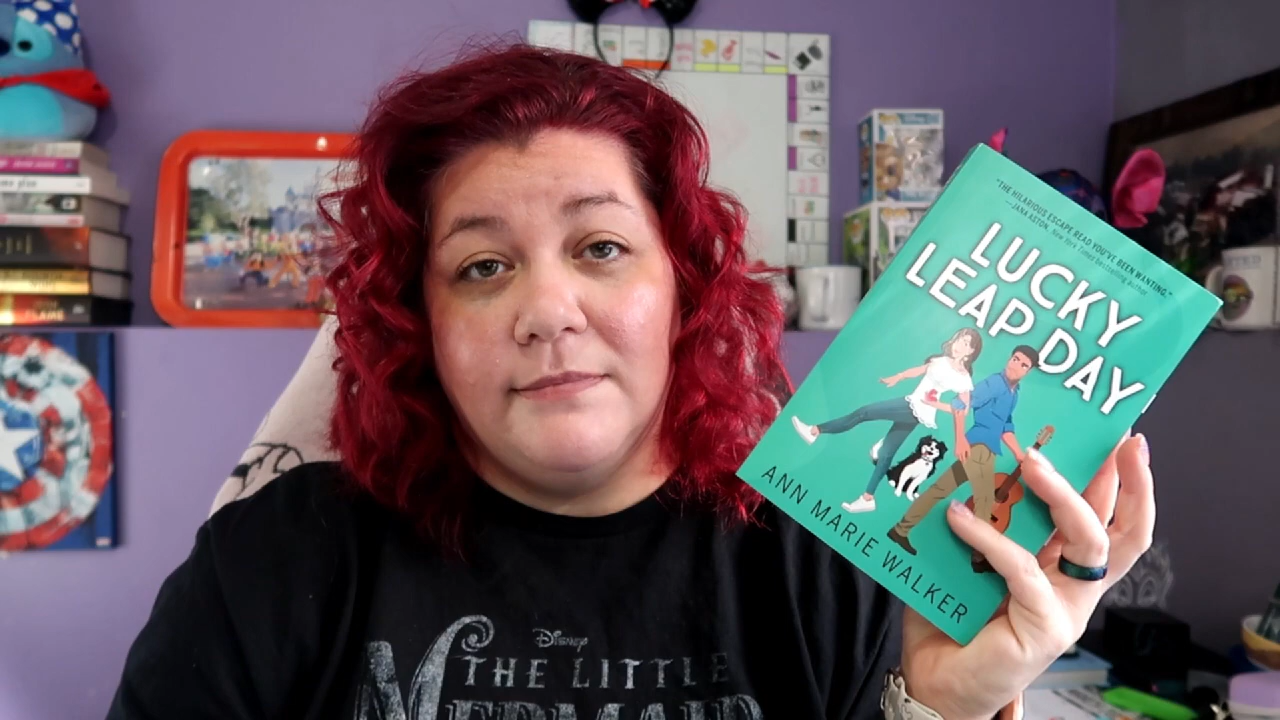 "THE HILARIOUS ESCAPE READ YOU'VE BEEN WANTING."
—JANA ASTON, New York Times bestselling author
LUCKY
LEAP DAY
ANN MARIE WALKER
DISNEY
THE LITTLE
MERMAID